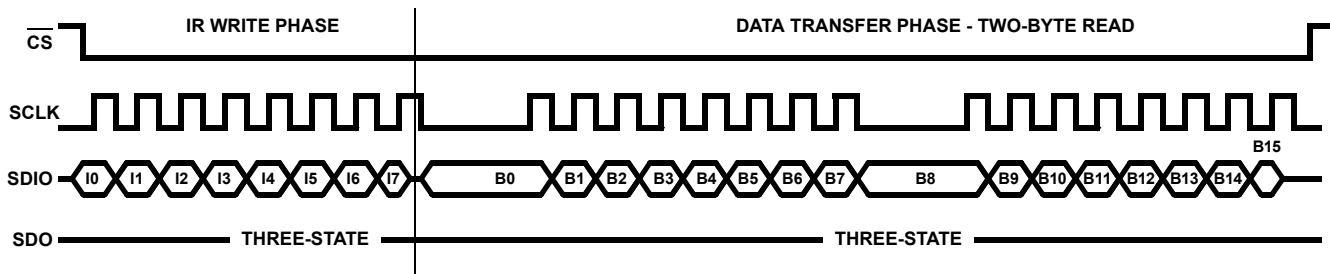 IR WRITE PHASE DATA TRANSFER PHASE - TWO-BYTE READ
CS
SCLK
B15
SDIO I0 I1 I2 I3 I4 I5 I6 I7 B0 B1 B2 B3 B4 B5 B6 B7 B8 B9 B10 B11 B12 B13 B14
SDO THREE-STATE THREE-STATE